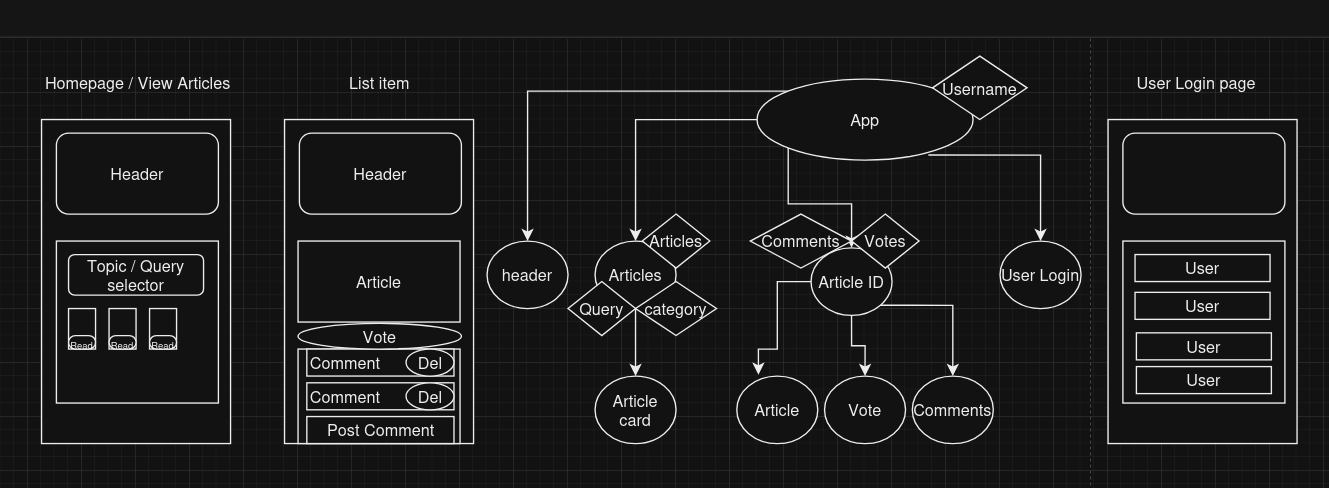 Homepage / View Articles
Header
Topic / Query
selector
Read
Read
Read
List item
Header
Article
Vote
Comment
Del
Comment
Del
Post Comment
App
Username
header
Articles
Articles
Query
category
Article
card
Comments
Votes
Article ID
Article
Vote
Comments
User Login
User Login page
User
User
User
User